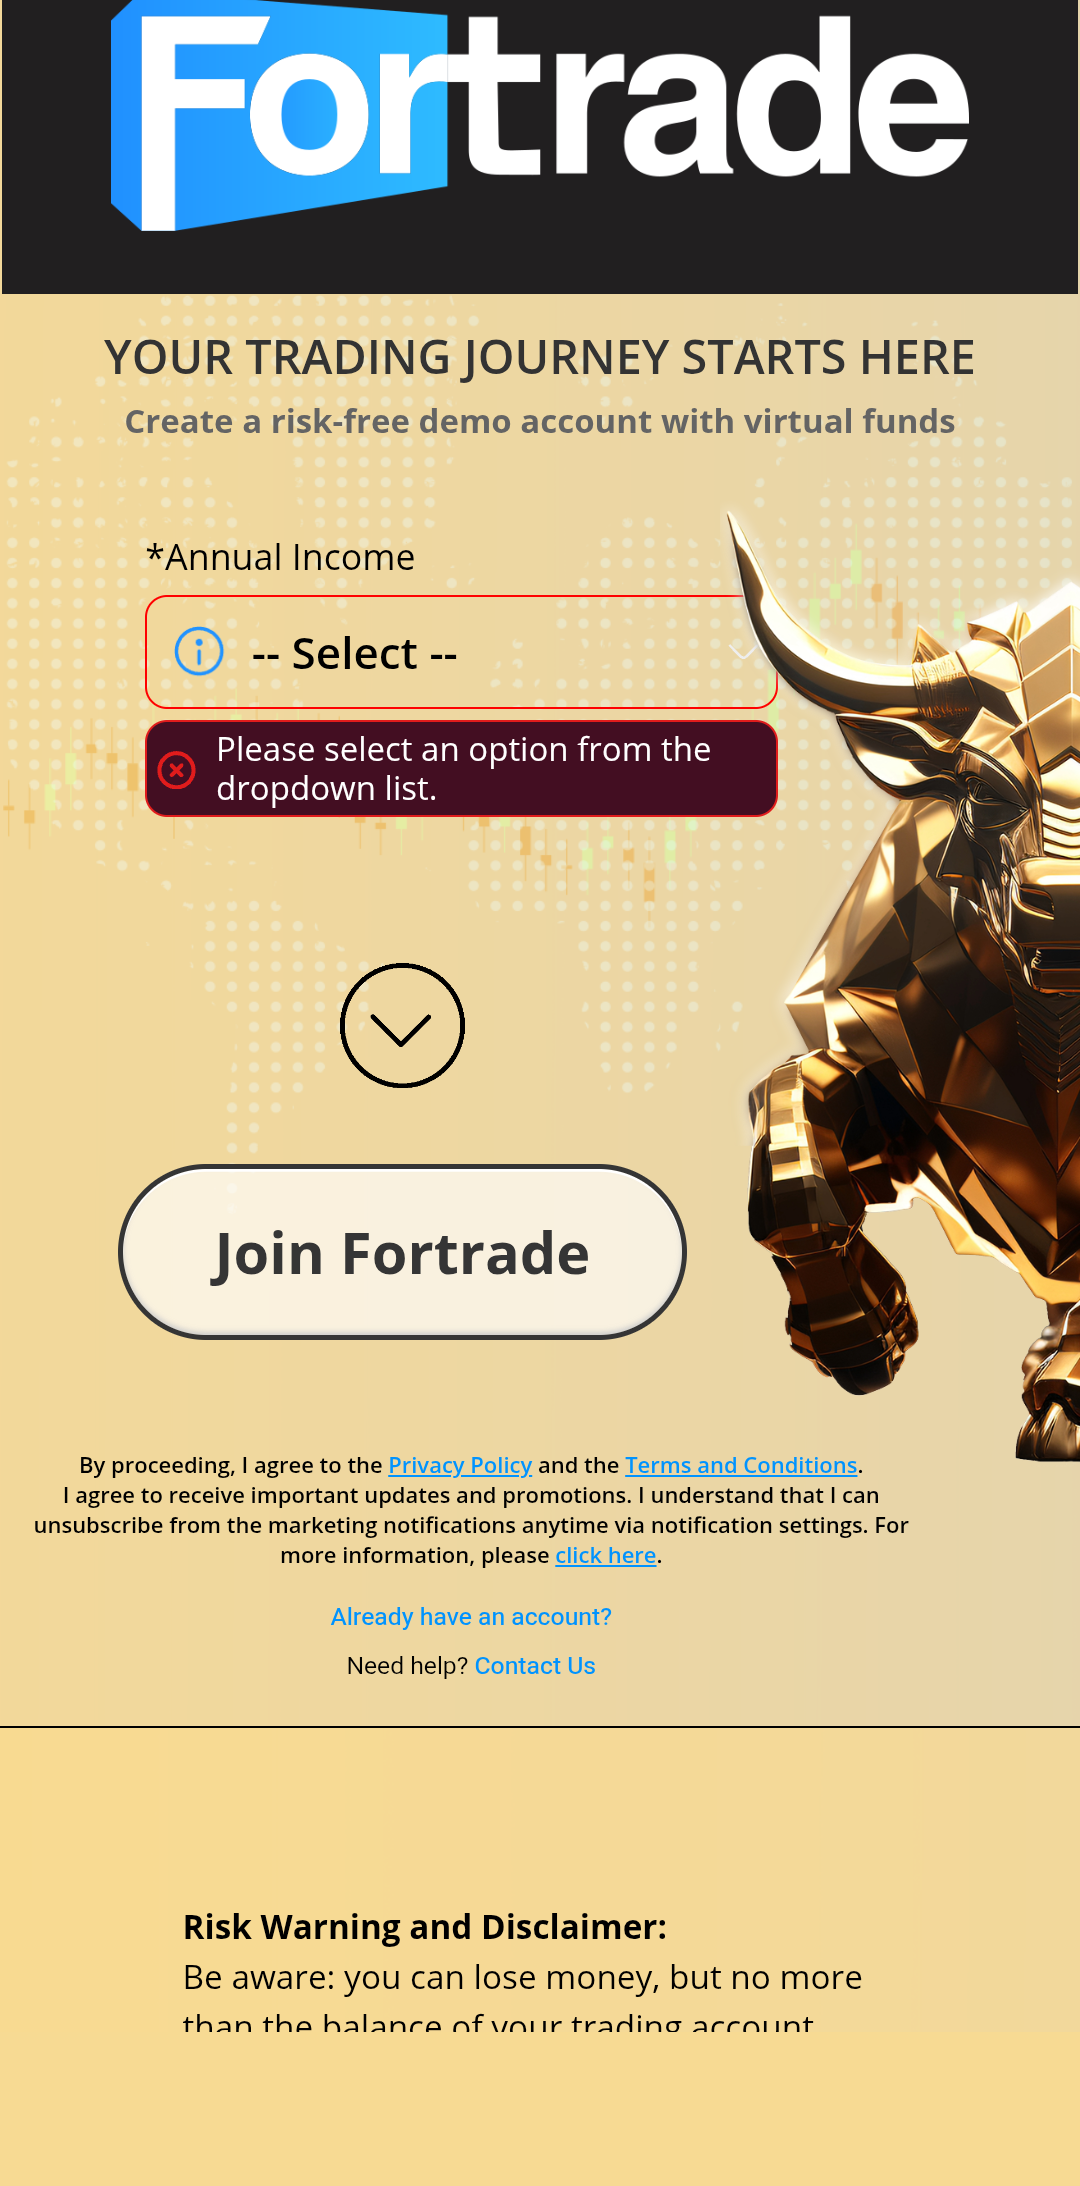 Fortrade
YOUR TRADING JOURNEY STARTS HERE
Create a risk-free demo account with virtual funds
*Annual Income
-- Select --
Please select an option from the
dropdown list.
Join Fortrade
By proceeding, I agree to the Privacy Policy and the Terms and Conditions.
I agree to receive important updates and promotions. I understand that I can
unsubscribe from the marketing notifications anytime via notification settings. For
more information, please click here.
Already have an account?
Need help? Contact Us
Risk Warning and Disclaimer:
Be aware: you can lose money, but no more
than the balance of your trading account